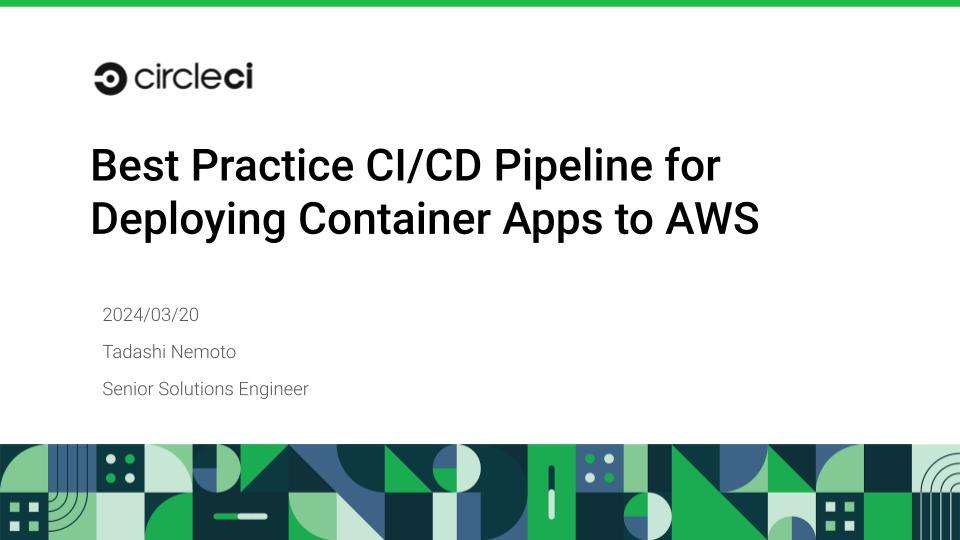 circleci
Best Practice CI/CD Pipeline for
Deploying Container Apps to AWS
2024/03/20
Tadashi Nemoto
Senior Solutions Engineer